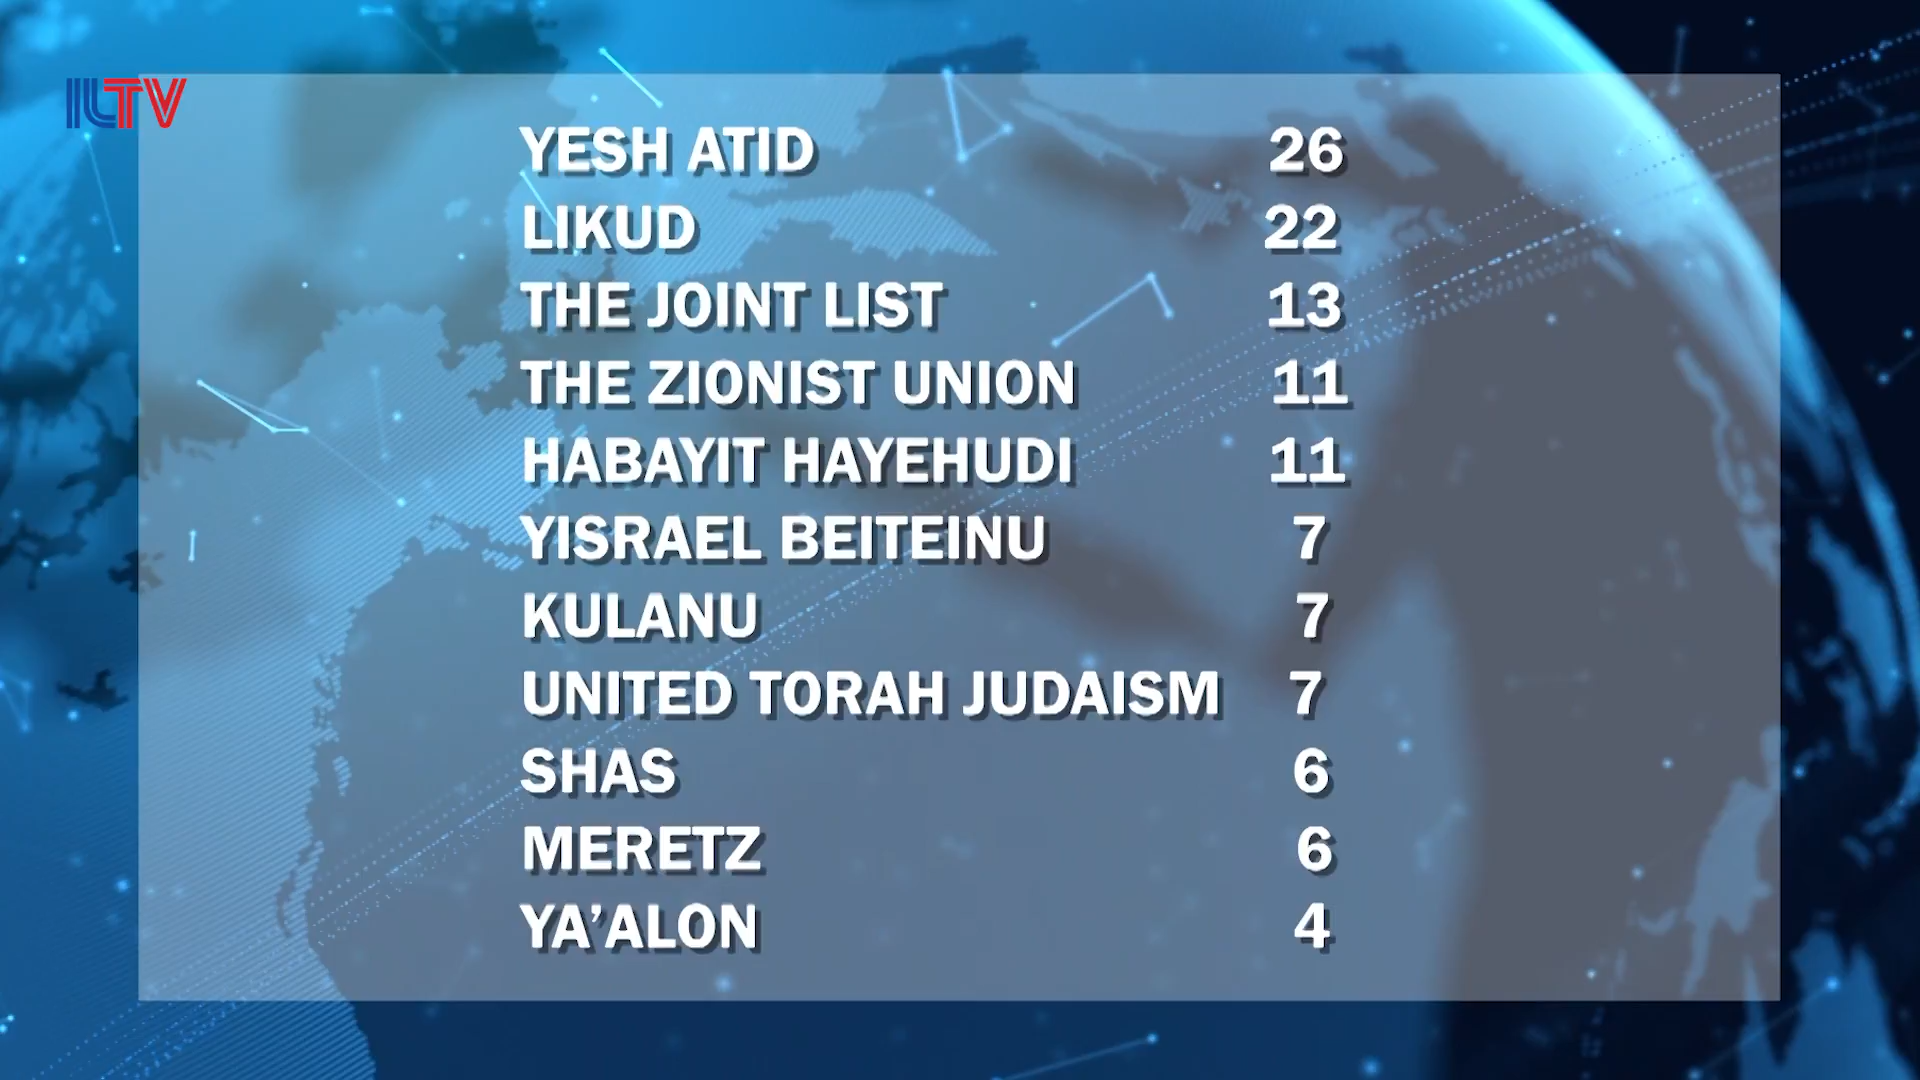 ILTV
YESH ATID 26
LIKUD 22
THE JOINT LIST 13
THE ZIONIST UNION 11
HABAYIT HAYEHUDI 11
YISRAEL BEITEINU 7
KULANU 7
UNITED TORAH JUDAISM 7
SHAS 6
MERETZ 6
YA’ALON 4